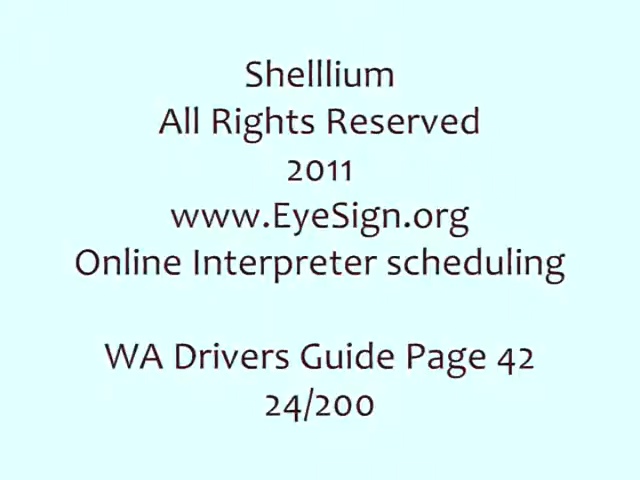 Shelllium
All Rights Reserved
2011
www.EyeSign.org
Online Interpreter scheduling
WA Drivers Guide Page 42
24/200